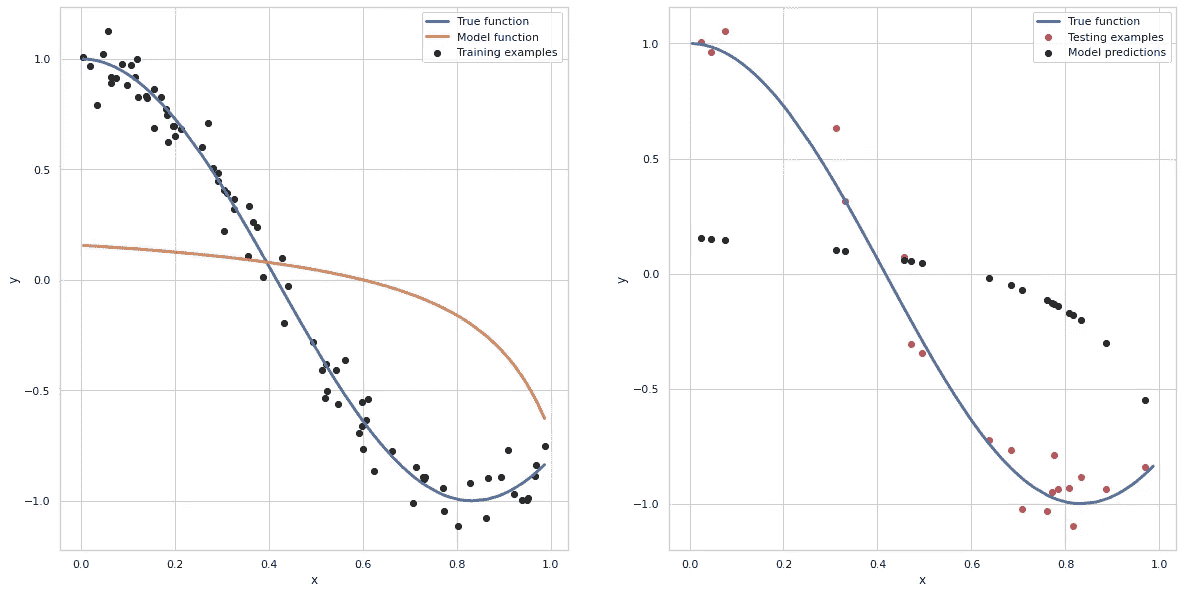 True function
Model function
Training examples
1.0
0.5
0.0
−0.5
−1.0
y
0.0 0.2 0.4 0.6 0.8 1.0
x
True function
Testing examples
Model predictions
1.0
0.5
0.0
−0.5
−1.0
y
0.0 0.2 0.4 0.6 0.8 1.0
x